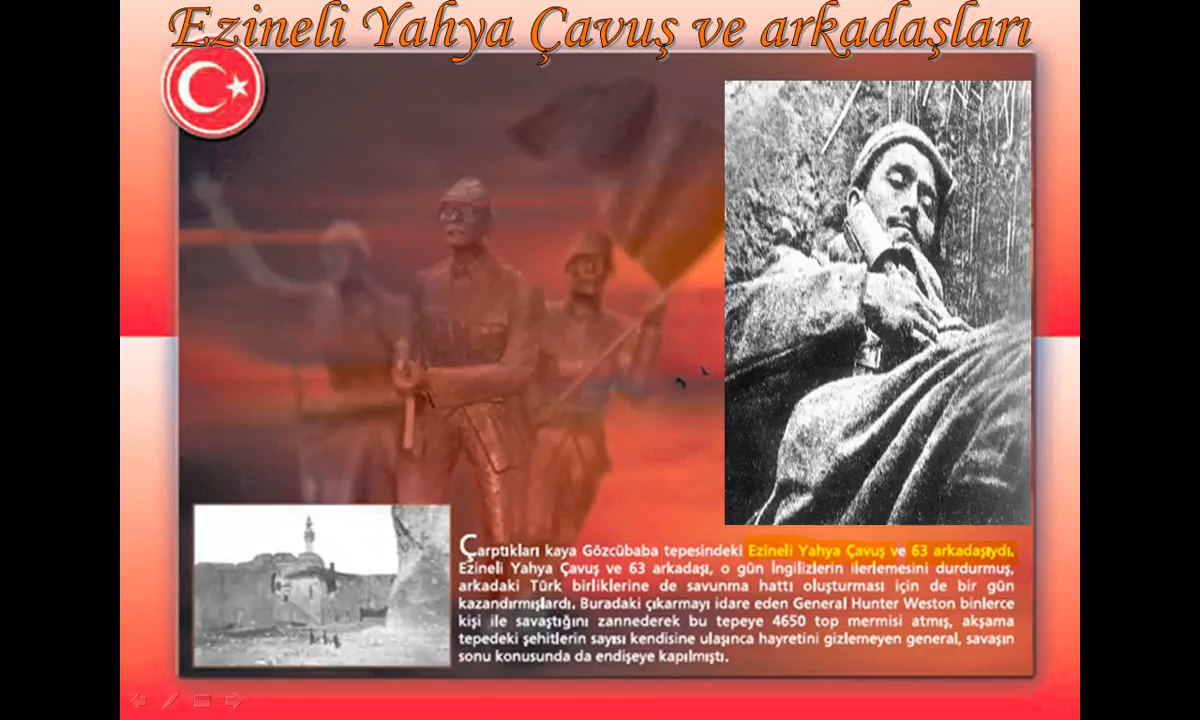 Ezineli Yahya Çavuş ve arkadaşları
Çarptıkları kaya Gözcübaba tepesindeki Ezineli Yahya Çavuş ve 63 arkadaşıydı.
Ezineli Yahya Çavuş ve 63 arkadaşı, o gün İngilizlerin ilerlemesini durdurmuş,
arkadaki Türk birliklerine de savunma hattı oluşturması için de bir gün
kazandırmışlardı. Buradaki çıkarmayı idare eden General Hunter Weston binlerce
kişi ile savaştığını zannederek bu tepeye 4650 top mermisi atmış, akşama
tepedeki şehitlerin sayısı kendisine ulaşınca hayretini gizlemeyen general, savaşın
sonu konusunda da endişeye kapılmıştı.